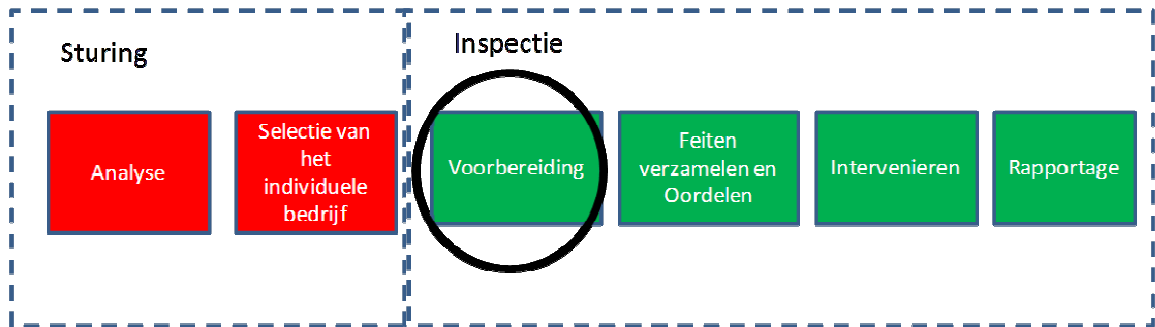 Sturing
Inspectie
Analyse
Selectie van
het
individuele
bedrijf
Voorbereiding
Feiten
verzamelen en
Oordelen
Intervenieren
Rapportage